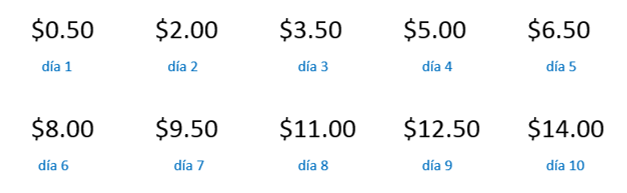 $0.50 $2.00 $3.50 $5.00 $6.50
día 1 día 2 día 3 día 4 día 5
$8.00 $9.50 $11.00 $12.50 $14.00
día 6 día 7 día 8 día 9 día 10